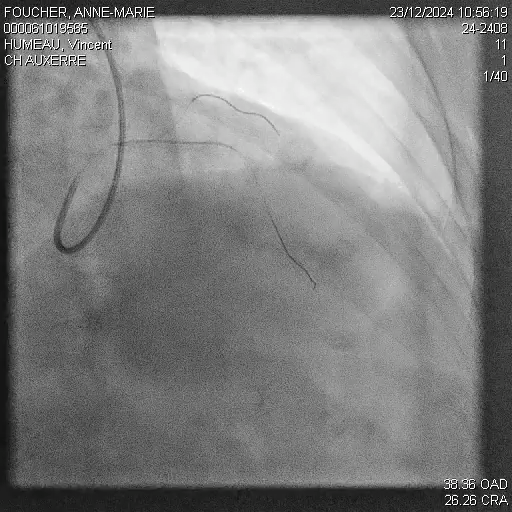 FOUCHER, ANNE-MARIE
23/12/2024 10:56:19
000061019585
24-2408
HUMEAU, Vincent
11
CH AUXERRE
1
1/40
38.36 OAD
26.26 CRA